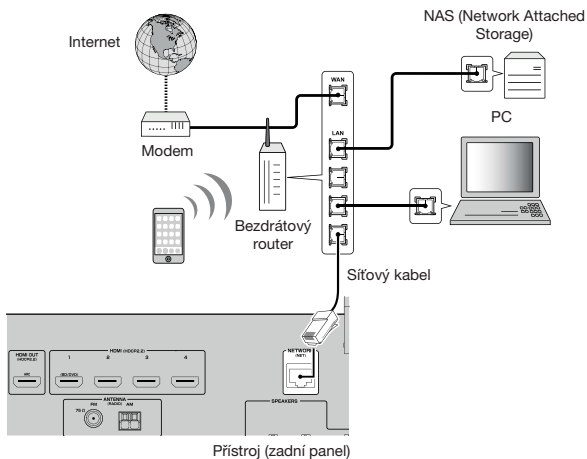 Internet
NAS (Network Attached
Storage)
WAN
LAN
PC
Modem
Bezdrátový
router
Síťový kabel
HDMI OUT
(HDCP2.2)
ARC
HDMI (HDCP2.2)
1
2
3
4
(BD/DVD)
NETWORK
(NET)
ANTENNA
(RADIO)
FM
AM
75 Ω
SPEAKERS
Přístroj (zadní panel)